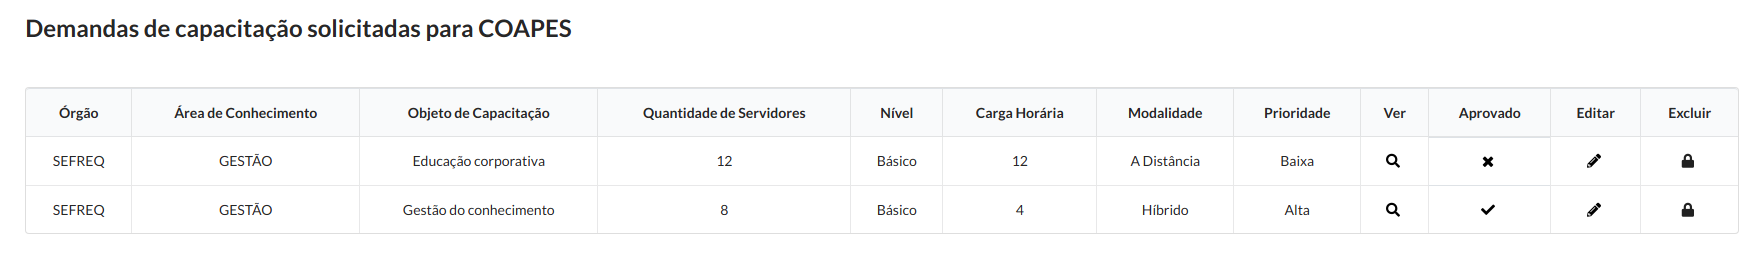 Demandas de capacitação solicitadas para COAPES
Órgão Área de Conhecimento Objeto de Capacitação Quantidade de Servidores Nível Carga Horária Modalidade Prioridade Ver Aprovado Editar Excluir
SEFREQ GESTÃO Educação corporativa 12 Básico 12 A Distância Baixa
SEFREQ GESTÃO Gestão do conhecimento 8 Básico 4 Híbrido Alta